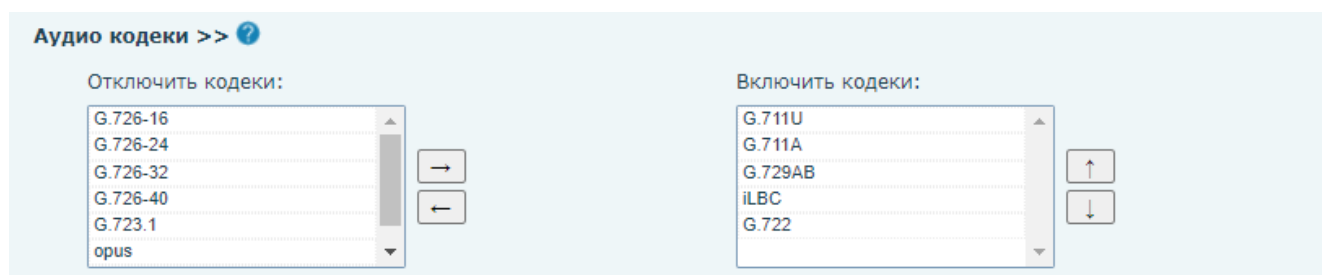 Аудио кодеки >> ?
Отключить кодеки:
G.726-16
G.726-24
G.726-32
G.726-40
G.723.1
opus
→
←
Включить кодеки:
G.711U
G.711A
G.729AB
iLBC
G.722
↑
↓